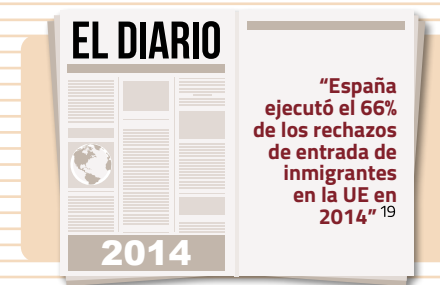 EL DIARIO
2014
“España
ejecutó el 66%
de los rechazos
de entrada de
inmigrantes
en la UE en
2014” 19